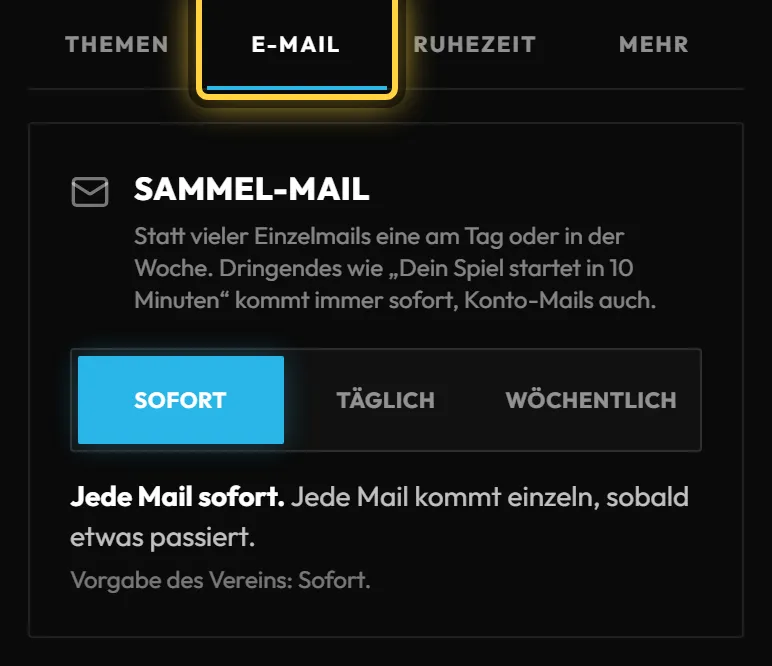 THEMEN E-MAIL RUHEZEIT MEHR
SAMMEL-MAIL
Statt vieler Einzelmails eine am Tag oder in der
Woche. Dringendes wie „Dein Spiel startet in 10
Minuten“ kommt immer sofort, Konto-Mails auch.
SOFORT TÄGLICH WÖCHENTLICH
Jede Mail sofort. Jede Mail kommt einzeln, sobald
etwas passiert.
Vorgabe des Vereins: Sofort.